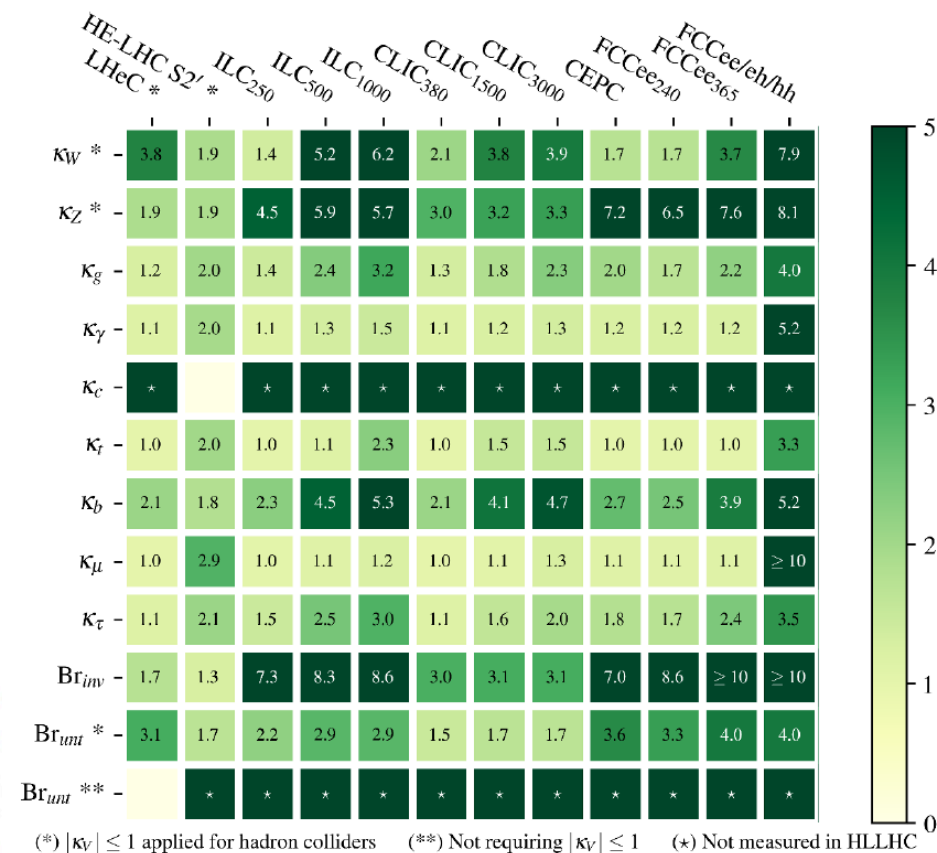 LHeC *
HE-LHC S2′ *
ILC₂₅₀
ILC₅₀₀
ILC₁₀₀₀
CLIC₃₈₀
CLIC₁₅₀₀
CLIC₃₀₀₀
CEPC
FCCee₂₄₀
FCCee₃₆₅
FCCee/eh/hh
κ_W * 3.8 1.9 1.4 5.2 6.2 2.1 3.8 3.9 1.7 1.7 3.7 7.9
κ_Z * 1.9 1.9 4.5 5.9 5.7 3.0 3.2 3.3 7.2 6.5 7.6 8.1
κ_g 1.2 2.0 1.4 2.4 3.2 1.3 1.8 2.3 2.0 1.7 2.2 4.0
κ_γ 1.1 2.0 1.1 1.3 1.5 1.1 1.2 1.3 1.2 1.2 1.2 5.2
κ_c ⋆ ⋆ ⋆ ⋆ ⋆ ⋆ ⋆ ⋆ ⋆ ⋆ ⋆
κ_t 1.0 2.0 1.0 1.1 2.3 1.0 1.5 1.5 1.0 1.0 1.0 3.3
κ_b 2.1 1.8 2.3 4.5 5.3 2.1 4.1 4.7 2.7 2.5 3.9 5.2
κ_μ 1.0 2.9 1.0 1.1 1.2 1.0 1.1 1.3 1.1 1.1 1.1 ≥ 10
κ_τ 1.1 2.1 1.5 2.5 3.0 1.1 1.6 2.0 1.8 1.7 2.4 3.5
Br_inv 1.7 1.3 7.3 8.3 8.6 3.0 3.1 3.1 7.0 8.6 ≥ 10 ≥ 10
Br_unt * 3.1 1.7 2.2 2.9 2.9 1.5 1.7 1.7 3.6 3.3 4.0 4.0
Br_unt ** ⋆ ⋆ ⋆ ⋆ ⋆ ⋆ ⋆ ⋆ ⋆ ⋆ ⋆
5
4
3
2
1
0
(*) |κ_V| ≤ 1 applied for hadron colliders (**) Not requiring |κ_V| ≤ 1 (⋆) Not measured in HLLHC